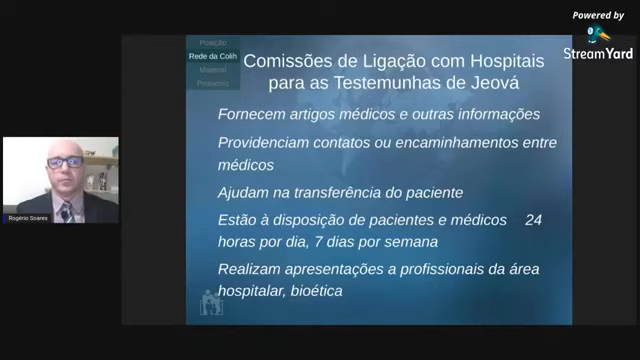 Powered by
StreamYard
Posição
Rede da Colih
Material
Protocolos
Comissões de Ligação com Hospitais
para as Testemunhas de Jeová
Fornecem artigos médicos e outras informações
Providenciam contatos ou encaminhamentos entre
médicos
Ajudam na transferência do paciente
Estão à disposição de pacientes e médicos 24
horas por dia, 7 dias por semana
Realizam apresentações a profissionais da área
hospitalar, bioética
Rogério Soares